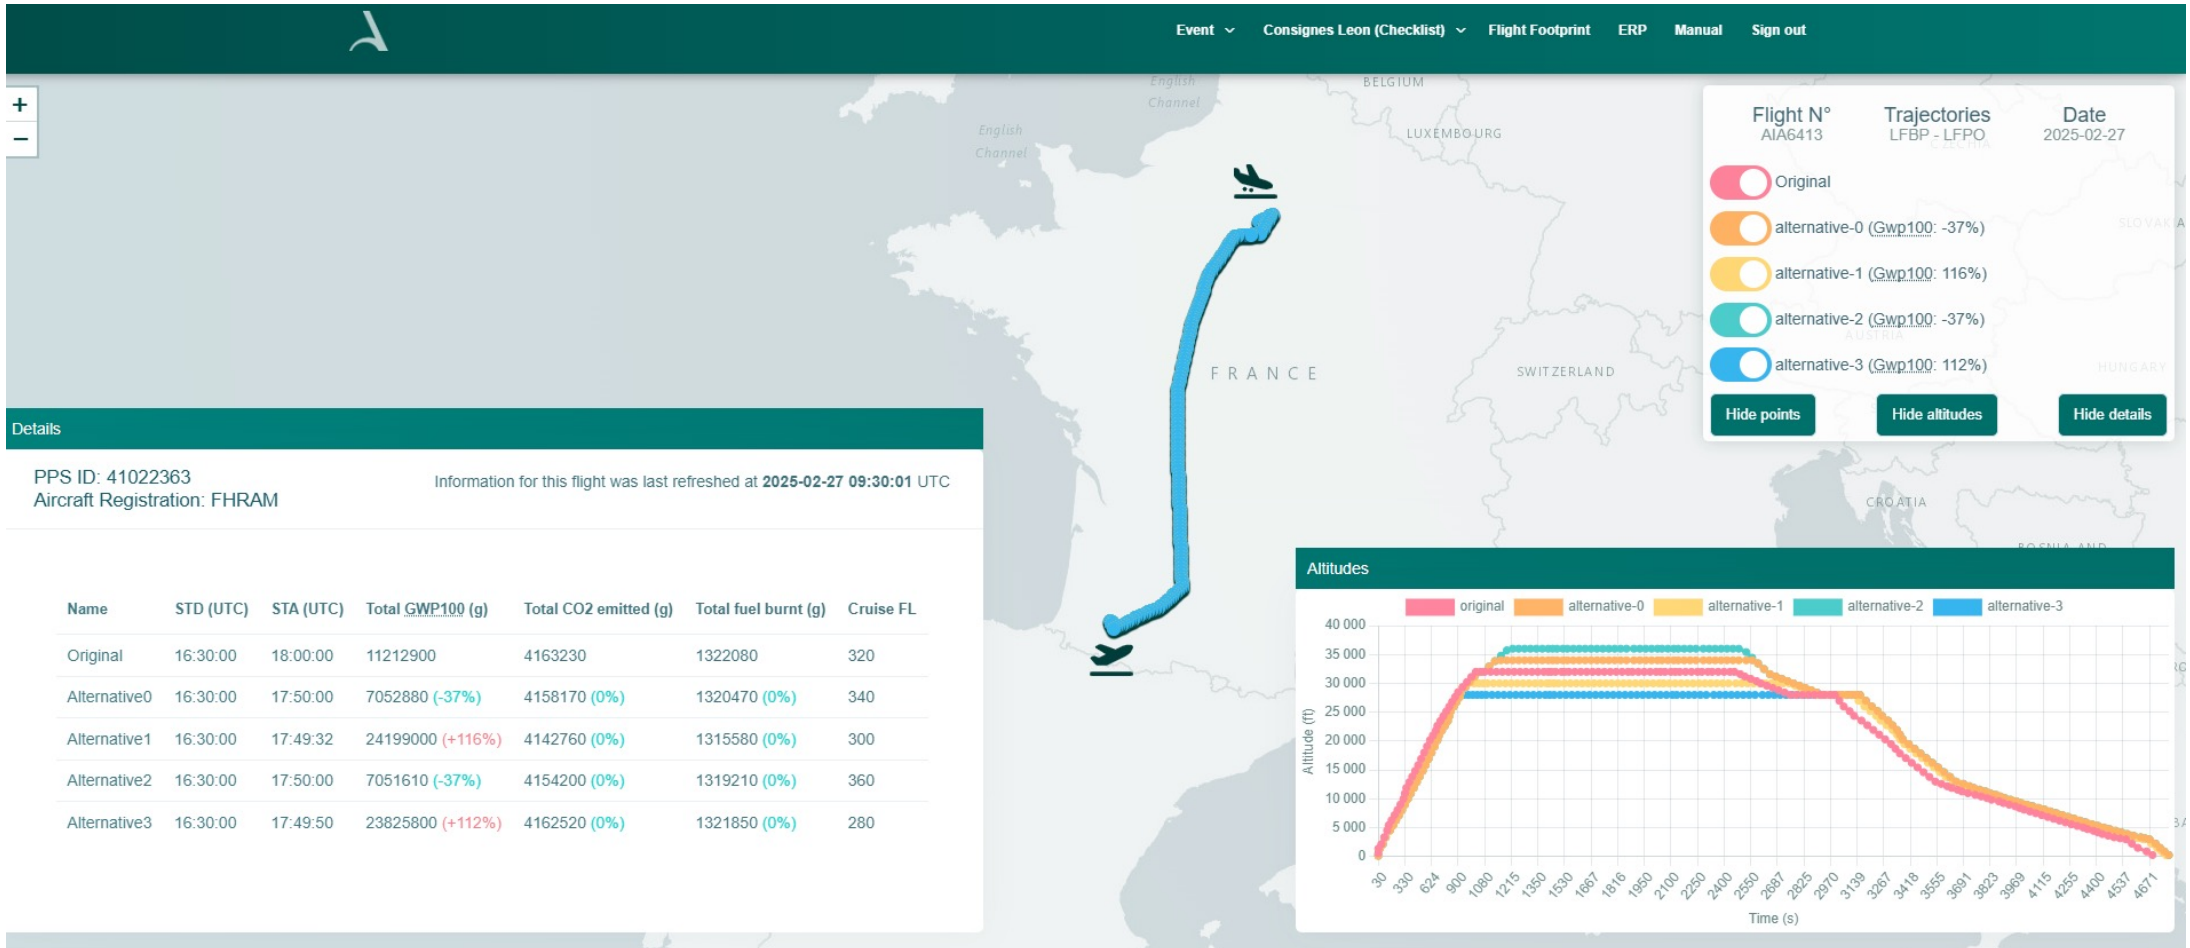 Event
Consignes Leon (Checklist)
Flight Footprint
ERP
Manual
Sign out
+
−
English
Channel
English
Channel
BELGIUM
LUXEMBOURG
FRANCE
SWITZERLAND
CZECHIA
SLOVAKIA
AUSTRIA
HUNGARY
CROATIA
BOSNIA AND
Flight N° Trajectories Date
AIA6413 LFBP - LFPO 2025-02-27
Original
alternative-0 (Gwp100: -37%)
alternative-1 (Gwp100: 116%)
alternative-2 (Gwp100: -37%)
alternative-3 (Gwp100: 112%)
Hide points Hide altitudes Hide details
Details
PPS ID: 41022363
Aircraft Registration: FHRAM
Information for this flight was last refreshed at 2025-02-27 09:30:01 UTC
Name STD (UTC) STA (UTC) Total GWP100 (g) Total CO2 emitted (g) Total fuel burnt (g) Cruise FL
Original 16:30:00 18:00:00 11212900 4163230 1322080 320
Alternative0 16:30:00 17:50:00 7052880 (-37%) 4158170 (0%) 1320470 (0%) 340
Alternative1 16:30:00 17:49:32 24199000 (+116%) 4142760 (0%) 1315580 (0%) 300
Alternative2 16:30:00 17:50:00 7051610 (-37%) 4154200 (0%) 1319210 (0%) 360
Alternative3 16:30:00 17:49:50 23825800 (+112%) 4162520 (0%) 1321850 (0%) 280
Altitudes
original alternative-0 alternative-1 alternative-2 alternative-3
Altitude (ft)
40 000
35 000
30 000
25 000
20 000
15 000
10 000
5 000
0
30 330 624 900 1080 1215 1350 1530 1667 1816 1950 2100 2250 2400 2550 2687 2825 2970 3139 3267 3418 3555 3691 3823 3969 4115 4255 4400 4537 4671
Time (s)